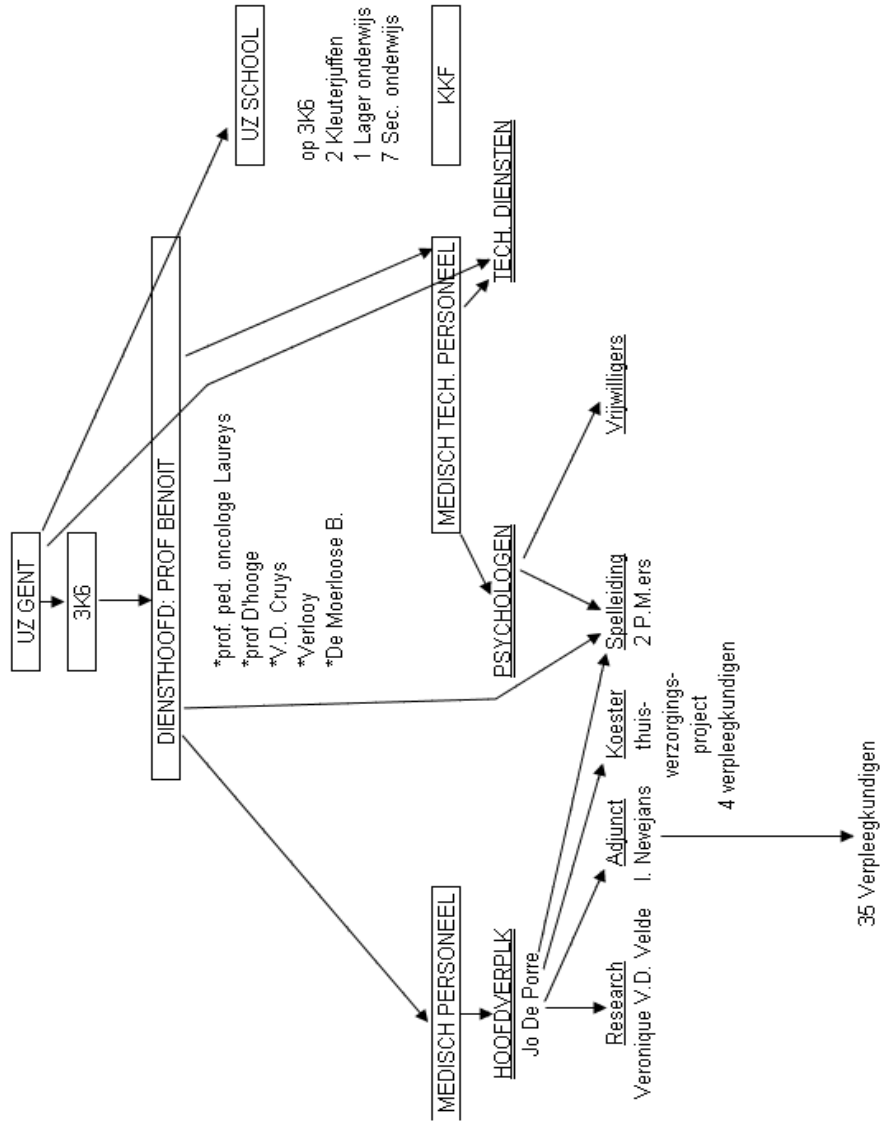 UZ GENT
3K6
DIENSTHOOFD: PROF BENOIT
*prof. ped. oncologe Laureys
*prof D'hooge
*V.D. Cruys
*Verlooy
*De Moerloose B.
UZ SCHOOL
op 3K6
2 Kleuterjuffen
1 Lager onderwijs
7 Sec. onderwijs
KKF
MEDISCH PERSONEEL
MEDISCH TECH. PERSONEEL
HOOFDVERPLK
Jo De Porre
PSYCHOLOGEN
TECH. DIENSTEN
Research
Veronique V.D. Velde
Adjunct
I. Nevejans
Koester
thuis-
verzorgings-
project
4 verpleegkundigen
Spelleiding
2 P.M.ers
Vrijwilligers
35 Verpleegkundigen